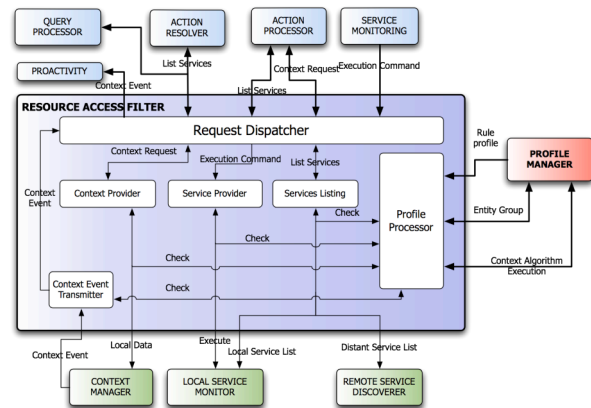 QUERY
PROCESSOR
ACTION
RESOLVER
ACTION
PROCESSOR
SERVICE
MONITORING
List Services
Context Request
Execution Command
PROACTIVITY
Context Event
List Services
RESOURCE ACCESS FILTER
Request Dispatcher
Context Request
Execution Command
List Services
Rule
profile
PROFILE
MANAGER
Context
Event
Context Provider
Service Provider
Services Listing
Profile
Processor
Check
Entity Group
Check
Check
Context Algorithm
Execution
Context Event
Transmitter
Check
Context Event
Local Data
Execute
Local Service List
Distant Service List
CONTEXT
MANAGER
LOCAL SERVICE
MONITOR
REMOTE SERVICE
DISCOVERER